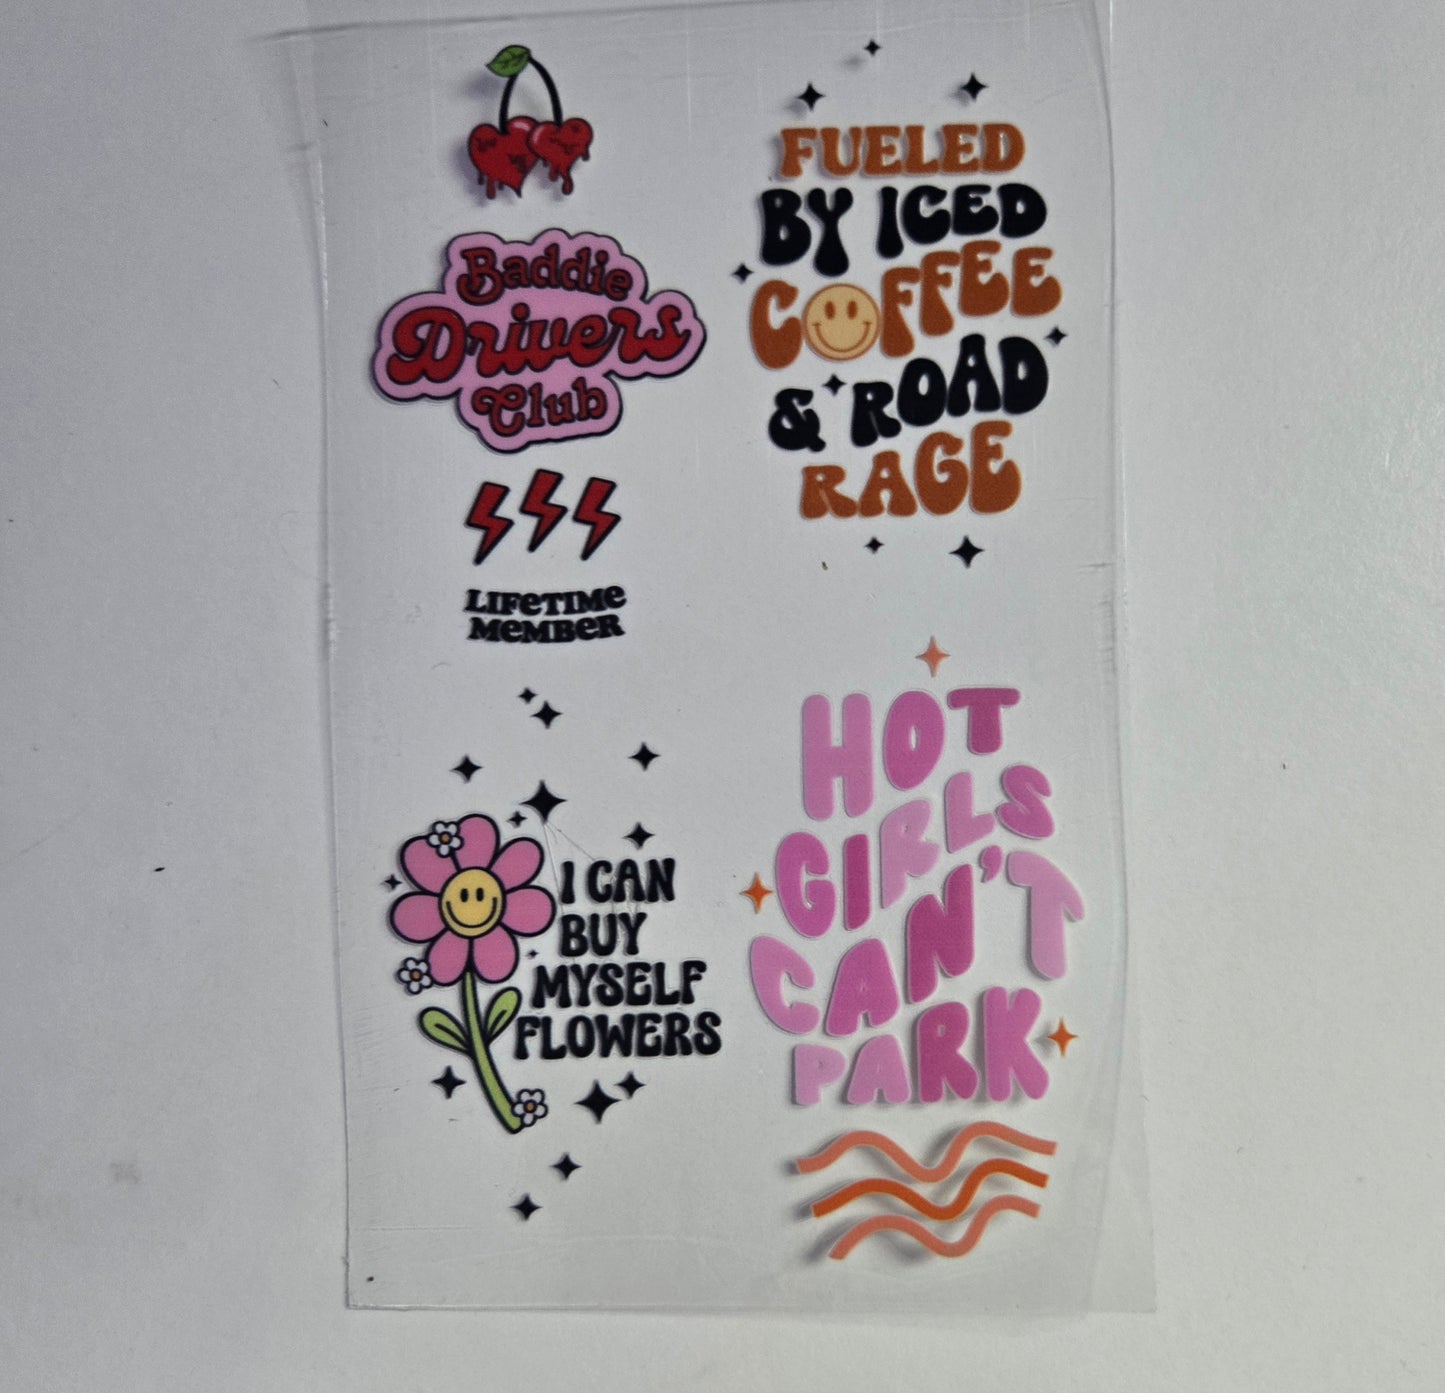 Baddie
Drivers
Club
LIFeTIMe
MeMBeR
FUELED
BY ICED
COFFEE
& ROAD
RAGE
I CAN
BUY
MYSELF
FLOWERS
HOT
GIRLS
CAN'T
PARK